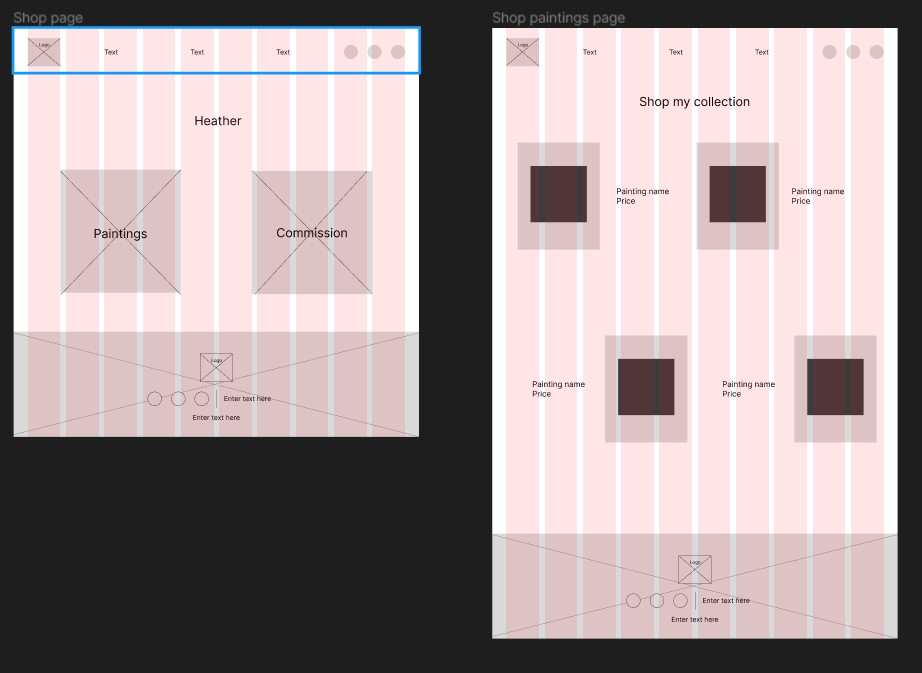 Shop page
Logo
Text
Text
Text
Heather
Paintings
Commission
Logo
Enter text here
Enter text here
Shop paintings page
Logo
Text
Text
Text
Shop my collection
Painting name
Price
Painting name
Price
Painting name
Price
Painting name
Price
Logo
Enter text here
Enter text here